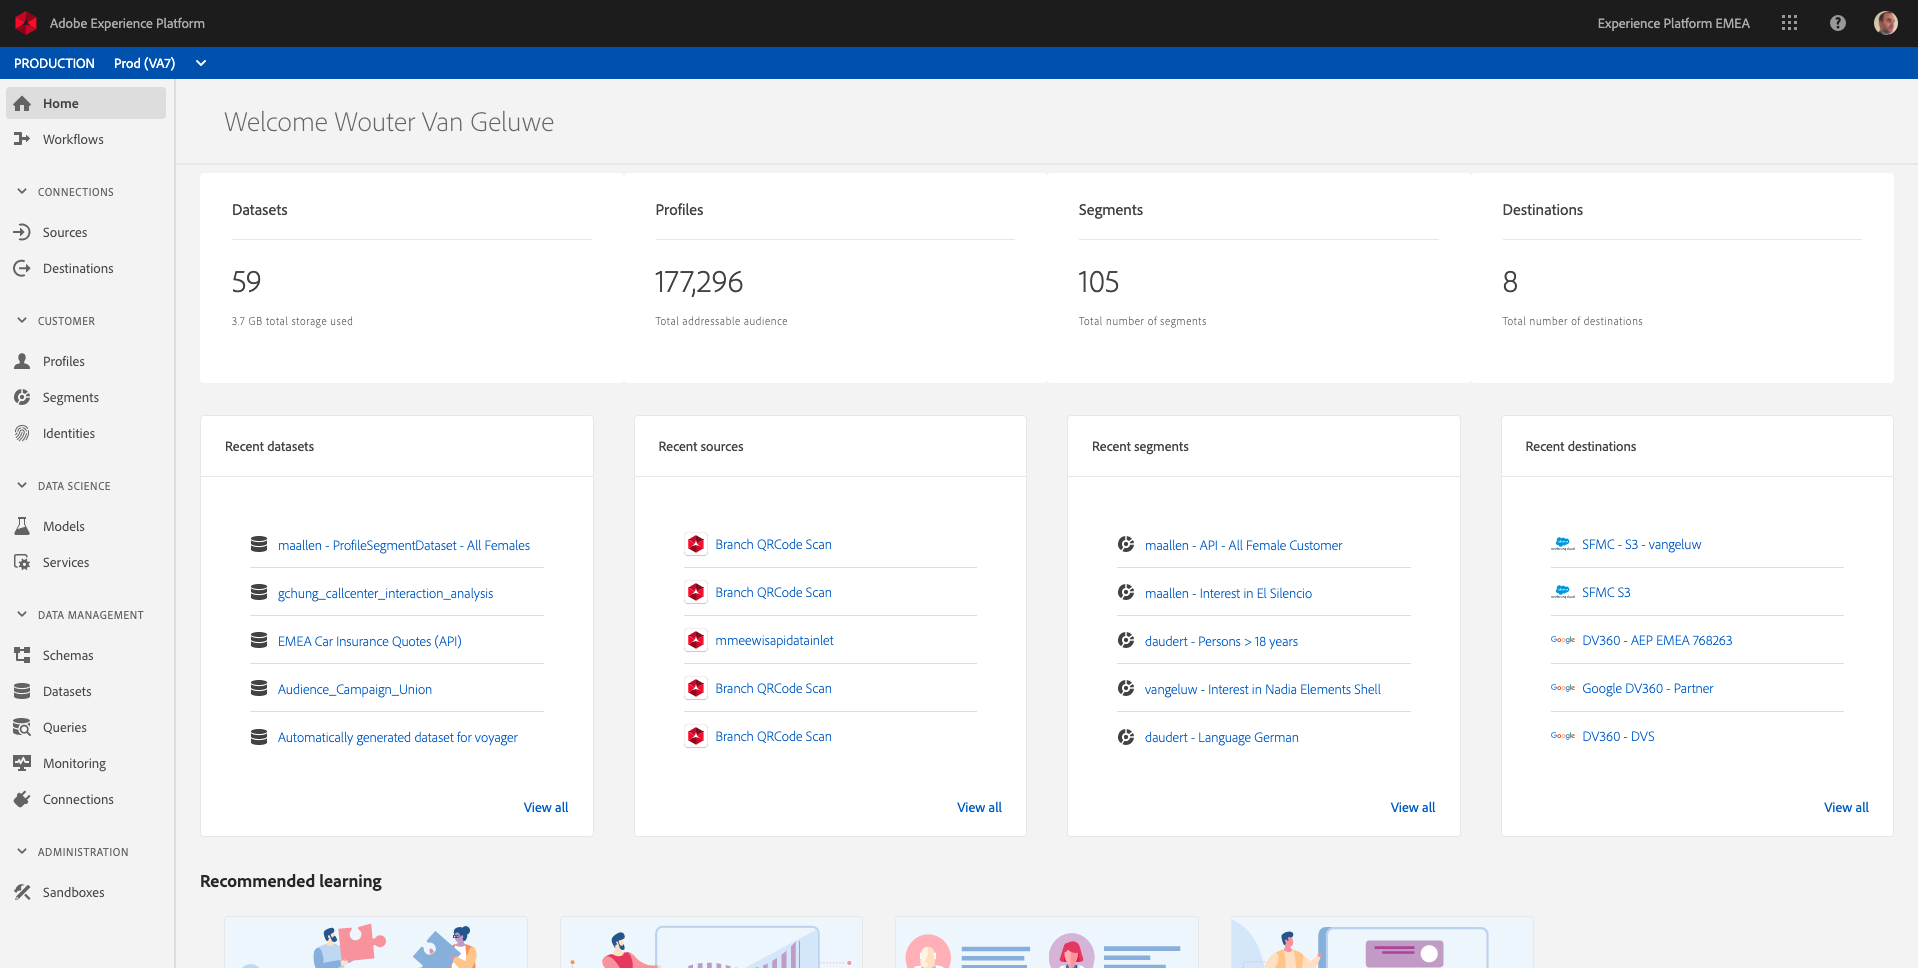 Adobe Experience Platform
Experience Platform EMEA
PRODUCTION Prod (VA7)
Home
Workflows
CONNECTIONS
Sources
Destinations
CUSTOMER
Profiles
Segments
Identities
DATA SCIENCE
Models
Services
DATA MANAGEMENT
Schemas
Datasets
Queries
Monitoring
Connections
ADMINISTRATION
Sandboxes
Welcome Wouter Van Geluwe
Datasets
59
3.7 GB total storage used
Profiles
177,296
Total addressable audience
Segments
105
Total number of segments
Destinations
8
Total number of destinations
Recent datasets
maallen - ProfileSegmentDataset - All Females
gchung_callcenter_interaction_analysis
EMEA Car Insurance Quotes (API)
Audience_Campaign_Union
Automatically generated dataset for voyager
View all
Recent sources
Branch QRCode Scan
Branch QRCode Scan
mmeewisapidatainlet
Branch QRCode Scan
Branch QRCode Scan
View all
Recent segments
maallen - API - All Female Customer
maallen - Interest in El Silencio
daudert - Persons > 18 years
vangeluw - Interest in Nadia Elements Shell
daudert - Language German
View all
Recent destinations
SFMC - S3 - vangeluw
SFMC S3
Google DV360 - AEP EMEA 768263
Google Google DV360 - Partner
Google DV360 - DVS
View all
Recommended learning